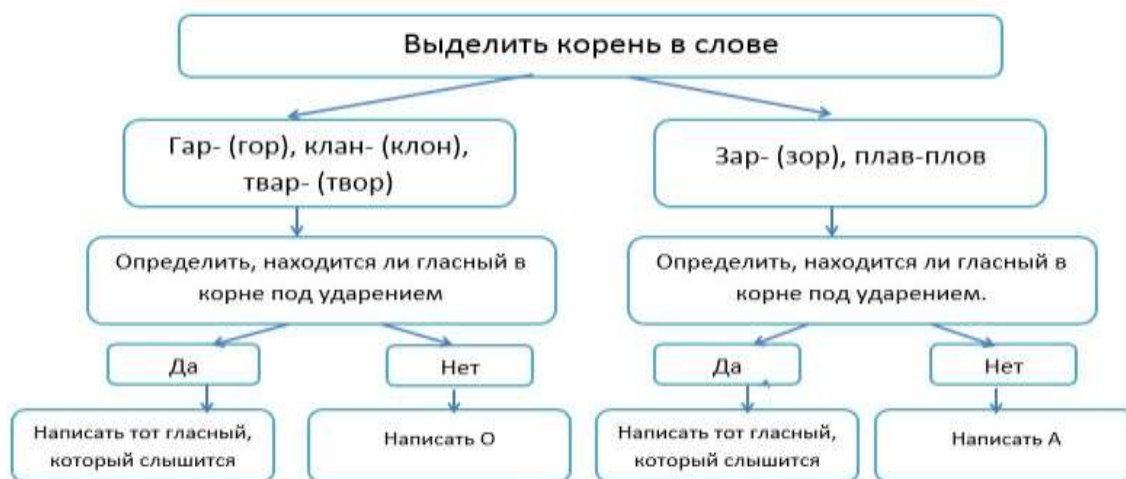 Выделить корень в слове
Гар- (гор), клан- (клон),
твар- (твор)
Зар- (зор), плав-плов
Определить, находится ли гласный в
корне под ударением
Определить, находится ли гласный в
корне под ударением.
Да
Нет
Да
Нет
Написать тот гласный,
который слышится
Написать О
Написать тот гласный,
который слышится
Написать А